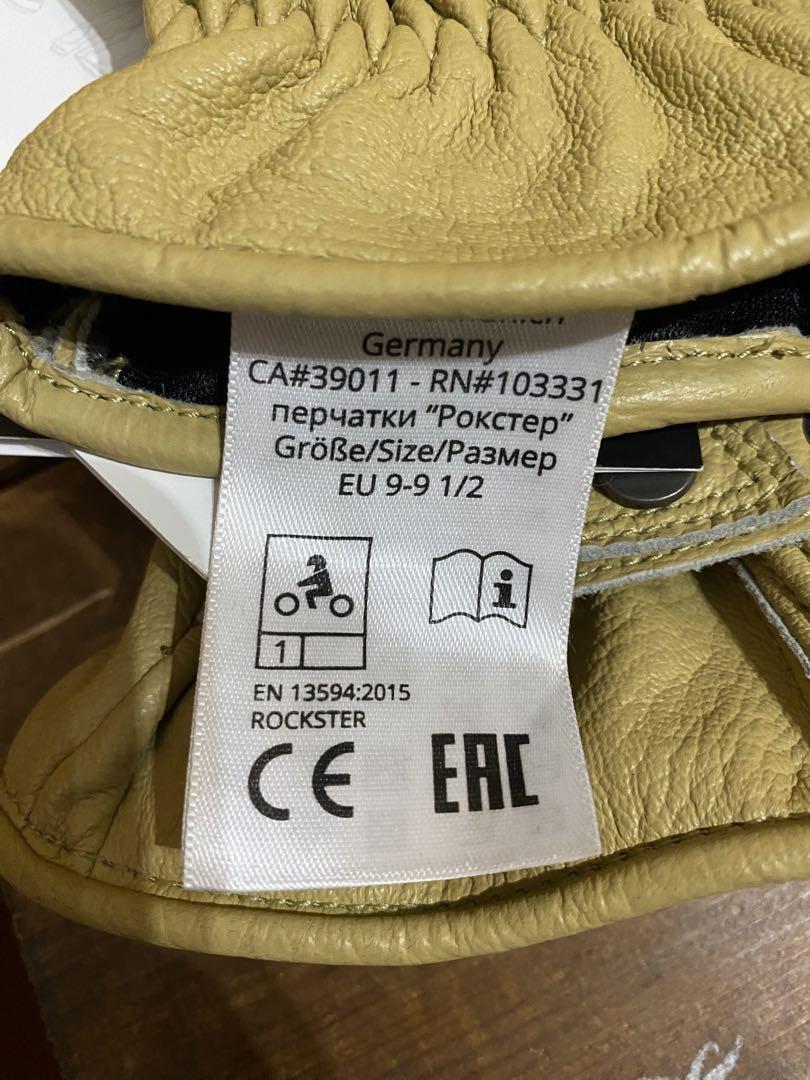 Germany
CA#39011 - RN#103331
перчатки "Рокстер"
Größe/Size/Размер
EU 9-9 1/2
1
EN 13594:2015
ROCKSTER
CE EAC